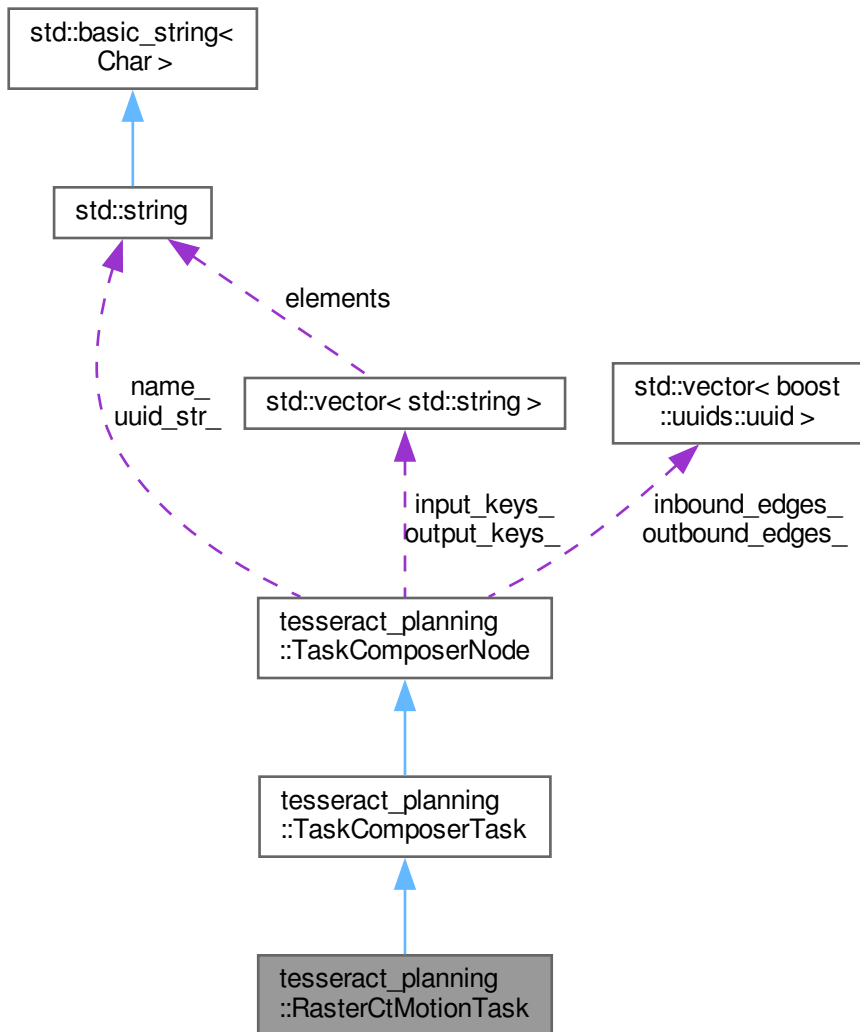 std::basic_string<
Char >
std::string
elements
name_
uuid_str_
std::vector< std::string >
std::vector< boost
::uuids::uuid >
input_keys_
output_keys_
inbound_edges_
outbound_edges_
tesseract_planning
::TaskComposerNode
tesseract_planning
::TaskComposerTask
tesseract_planning
::RasterCtMotionTask